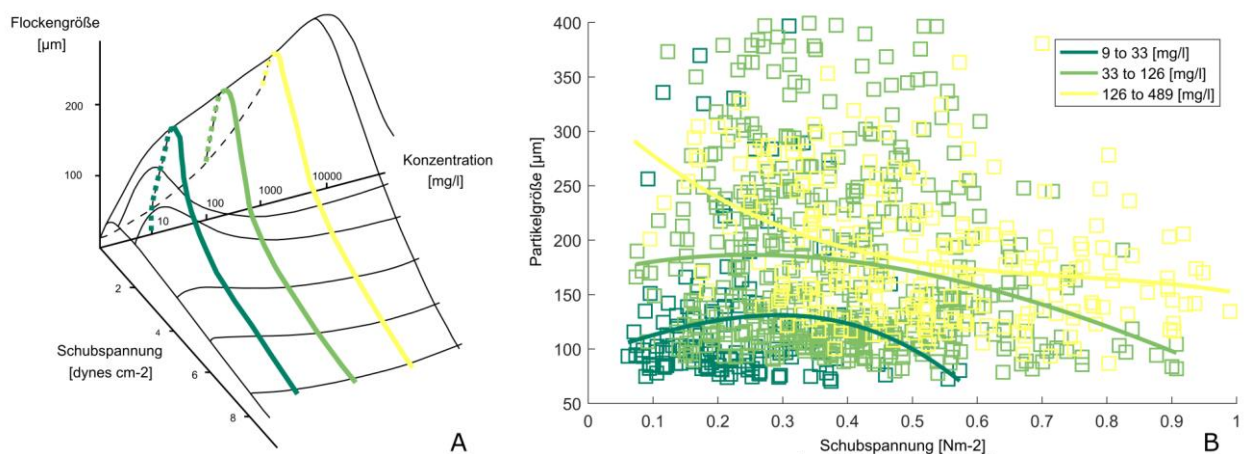 Flockengröße
[µm]
200
100
Konzentration
[mg/l]
10
100
1000
10000
2
4
6
8
Schubspannung
[dynes cm-2]
A
B
400
350
300
250
200
150
100
50
Partikelgröße [µm]
9 to 33 [mg/l]
33 to 126 [mg/l]
126 to 489 [mg/l]
0 0.1 0.2 0.3 0.4 0.5 0.6 0.7 0.8 0.9 1
Schubspannung [Nm-2]